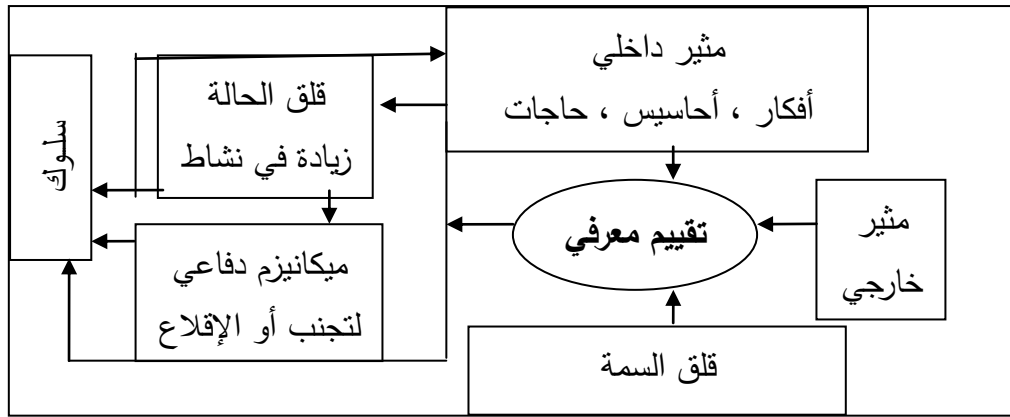 مثير داخلي
أفكار ، أحاسيس ، حاجات
مثير
خارجي
تقييم معرفي
قلق السمة
قلق الحالة
زيادة في نشاط
ميكانيزم دفاعي
لتجنب أو الإقلاع
سلوك